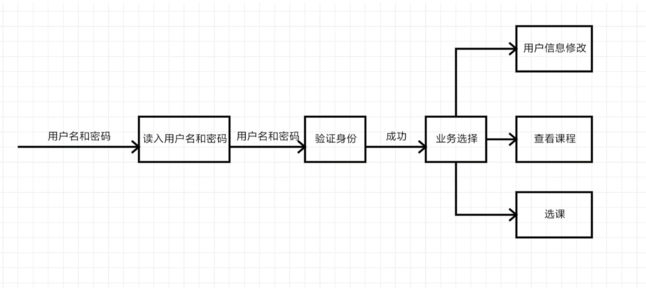 用户信息修改
用户名和密码
读入用户名和密码
用户名和密码
验证身份
成功
业务选择
查看课程
选课